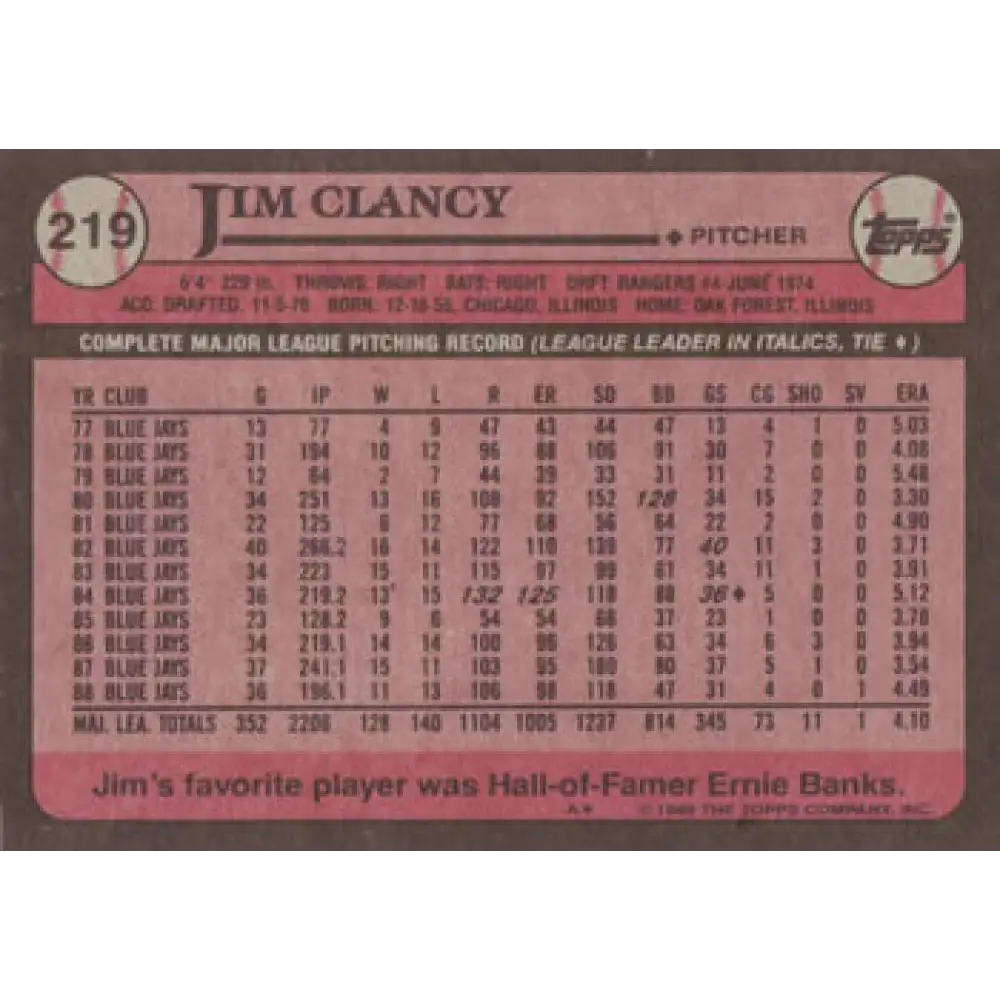 219
JIM CLANCY
PITCHER
topps®
6'4" 220 lb. THROWS: RIGHT BATS: RIGHT DRFT: RANGERS #4-JUNE 1974
ACQ. DRAFTED, 11-5-76 BORN: 12-18-55, CHICAGO, ILLINOIS HOME: OAK FOREST, ILLINOIS
COMPLETE MAJOR LEAGUE PITCHING RECORD (LEAGUE LEADER IN ITALICS, TIE ♦)
YR CLUB G IP W L R ER SO BB GS CG SHO SV ERA
77 BLUE JAYS 13 77 4 9 47 43 44 47 13 4 1 0 5.03
78 BLUE JAYS 31 194 10 12 96 88 106 91 30 7 0 0 4.08
79 BLUE JAYS 12 64 2 7 44 39 33 31 11 2 0 0 5.48
80 BLUE JAYS 34 251 13 16 108 92 152 128 34 15 2 0 3.30
81 BLUE JAYS 22 125 6 12 77 68 56 64 22 2 0 0 4.90
82 BLUE JAYS 40 266.2 16 14 122 110 139 77 40 11 3 0 3.71
83 BLUE JAYS 34 223 15 11 115 97 99 61 34 11 1 0 3.91
84 BLUE JAYS 36 219.2 13 15 132 125 118 88 36♦ 5 0 0 5.12
85 BLUE JAYS 23 128.2 9 6 54 54 66 37 23 1 0 0 3.78
86 BLUE JAYS 34 219.1 14 14 100 96 126 63 34 6 3 0 3.94
87 BLUE JAYS 37 241.1 15 11 103 95 180 80 37 5 1 0 3.54
88 BLUE JAYS 36 196.1 11 13 106 98 118 47 31 4 0 1 4.49
MAJ. LEA. TOTALS 352 2206 128 140 1104 1005 1237 814 345 73 11 1 4.10
Jim's favorite player was Hall-of-Famer Ernie Banks.
A* © 1989 THE TOPPS COMPANY, INC.